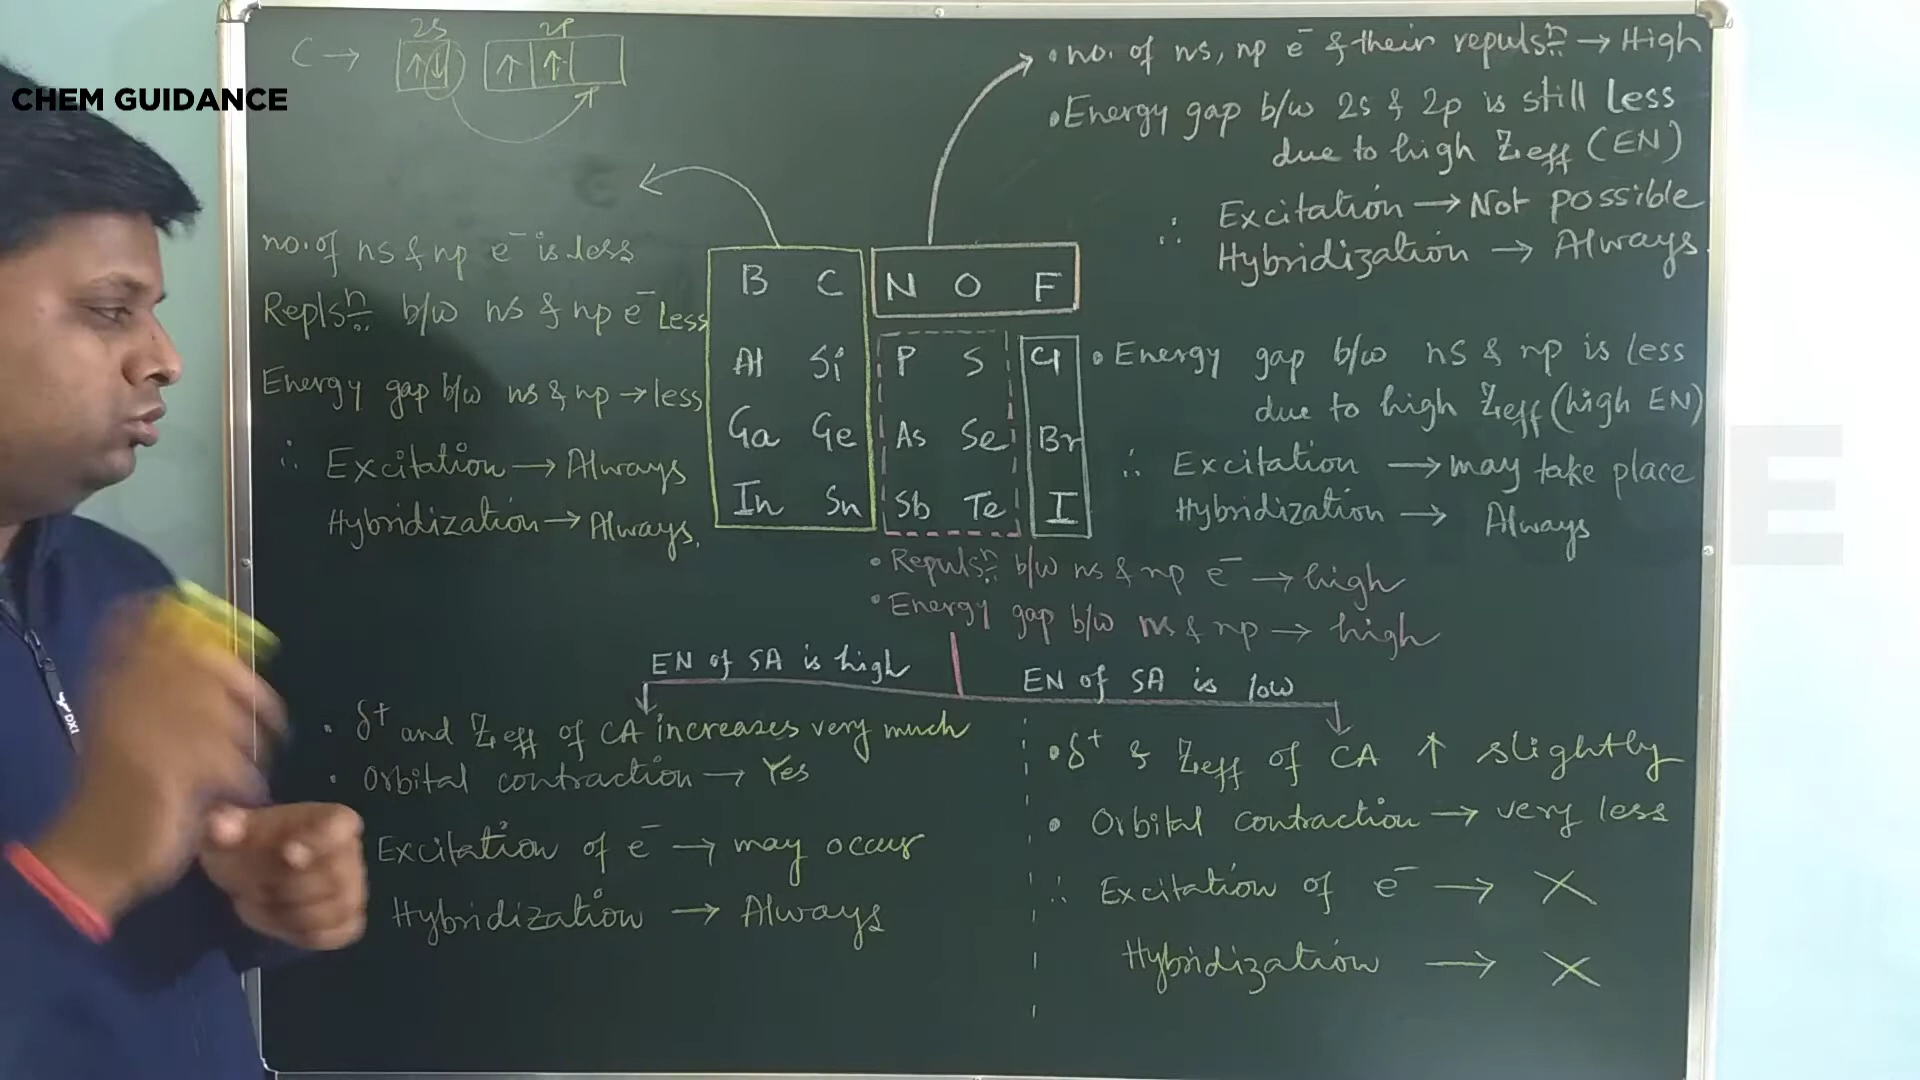 CHEM GUIDANCE
2s 2p
C →
no. of ns, np e⁻ & their repulsⁿ → High
Energy gap b/w 2s & 2p is still less
due to high Zeff (EN)
∴ Excitation → Not possible
Hybridization → Always.
no. of ns & np e⁻ is less
Replsⁿ b/w ns & np e⁻ Less
Energy gap b/w ns & np → less
∴ Excitation → Always
Hybridization → Always.
B C N O F
Al Si P S Cl
Ga Ge As Se Br
In Sn Sb Te I
• Energy gap b/w ns & np is less
due to high Zeff (high EN)
∴ Excitation → may take place
Hybridization → Always
• Repulsⁿ b/w ns & np e⁻ → high
• Energy gap b/w ns & np → high
EN of SA is high
EN of SA is low
• δ⁺ and Zeff of CA increases very much
• Orbital contraction → Yes
Excitation of e⁻ → may occur
Hybridization → Always
• δ⁺ & Zeff of CA ↑ slightly
• Orbital contraction → very less
∴ Excitation of e⁻ → ✗
Hybridization → ✗
DXI
E